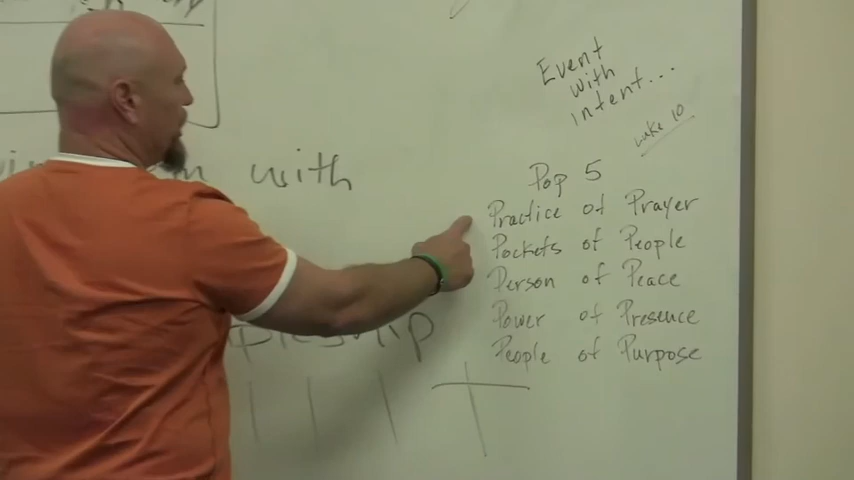 Event
with
intent...
Luke 10
with
Pop 5
Practice of Prayer
Pockets of People
Person of Peace
Power of Presence
People of Purpose